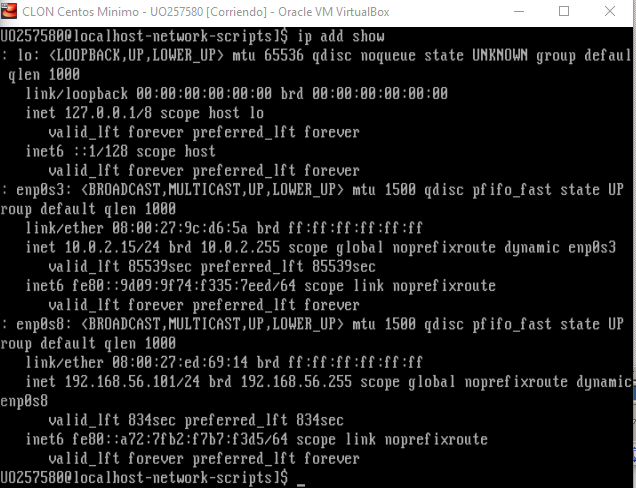 CLON Centos Minimo - UO257580 [Corriendo] - Oracle VM VirtualBox
UO257580@localhost-network-scripts]$ ip add show
: lo: <LOOPBACK,UP,LOWER_UP> mtu 65536 qdisc noqueue state UNKNOWN group defaul
 qlen 1000
    link/loopback 00:00:00:00:00:00 brd 00:00:00:00:00:00
    inet 127.0.0.1/8 scope host lo
       valid_lft forever preferred_lft forever
    inet6 ::1/128 scope host
       valid_lft forever preferred_lft forever
: enp0s3: <BROADCAST,MULTICAST,UP,LOWER_UP> mtu 1500 qdisc pfifo_fast state UP
roup default qlen 1000
    link/ether 08:00:27:9c:d6:5a brd ff:ff:ff:ff:ff:ff
    inet 10.0.2.15/24 brd 10.0.2.255 scope global noprefixroute dynamic enp0s3
       valid_lft 85539sec preferred_lft 85539sec
    inet6 fe80::9d09:9f74:f335:7eed/64 scope link noprefixroute
       valid_lft forever preferred_lft forever
: enp0s8: <BROADCAST,MULTICAST,UP,LOWER_UP> mtu 1500 qdisc pfifo_fast state UP
roup default qlen 1000
    link/ether 08:00:27:ed:69:14 brd ff:ff:ff:ff:ff:ff
    inet 192.168.56.101/24 brd 192.168.56.255 scope global noprefixroute dynamic
enp0s8
       valid_lft 834sec preferred_lft 834sec
    inet6 fe80::a72:7fb2:f7b7:f3d5/64 scope link noprefixroute
       valid_lft forever preferred_lft forever
UO257580@localhost-network-scripts]$ _